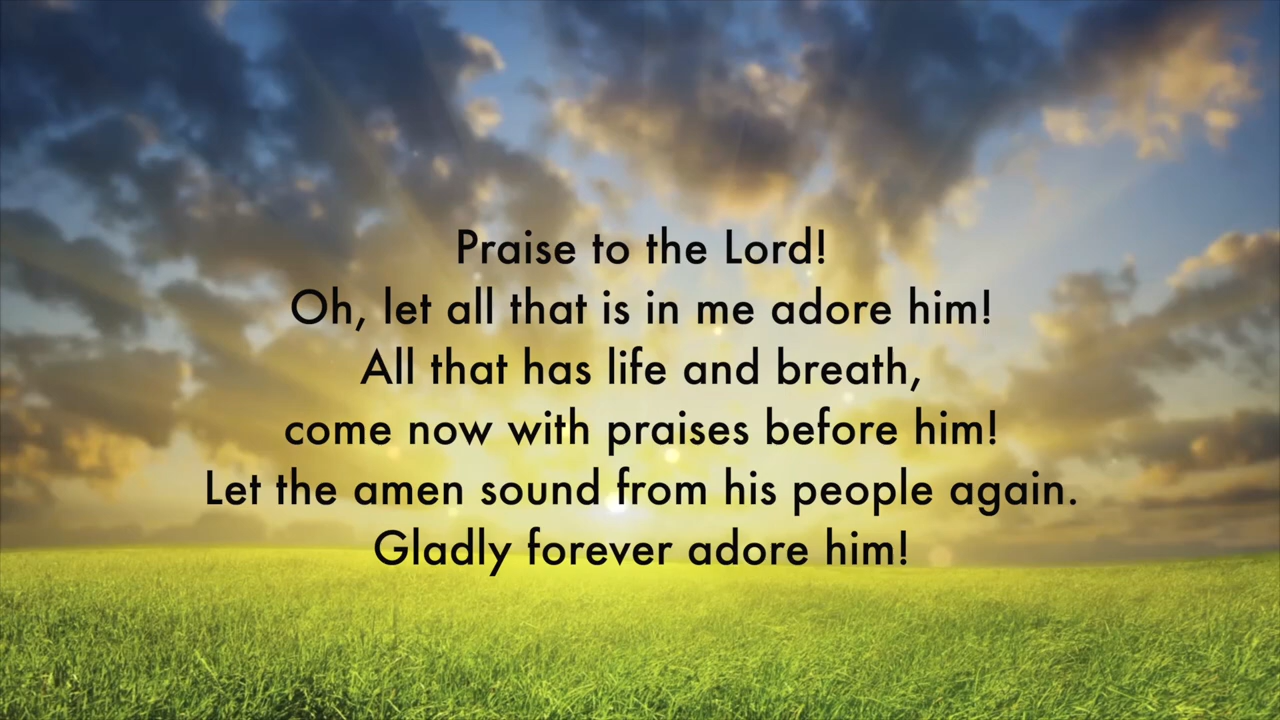 Praise to the Lord!
Oh, let all that is in me adore him!
All that has life and breath,
come now with praises before him!
Let the amen sound from his people again.
Gladly forever adore him!